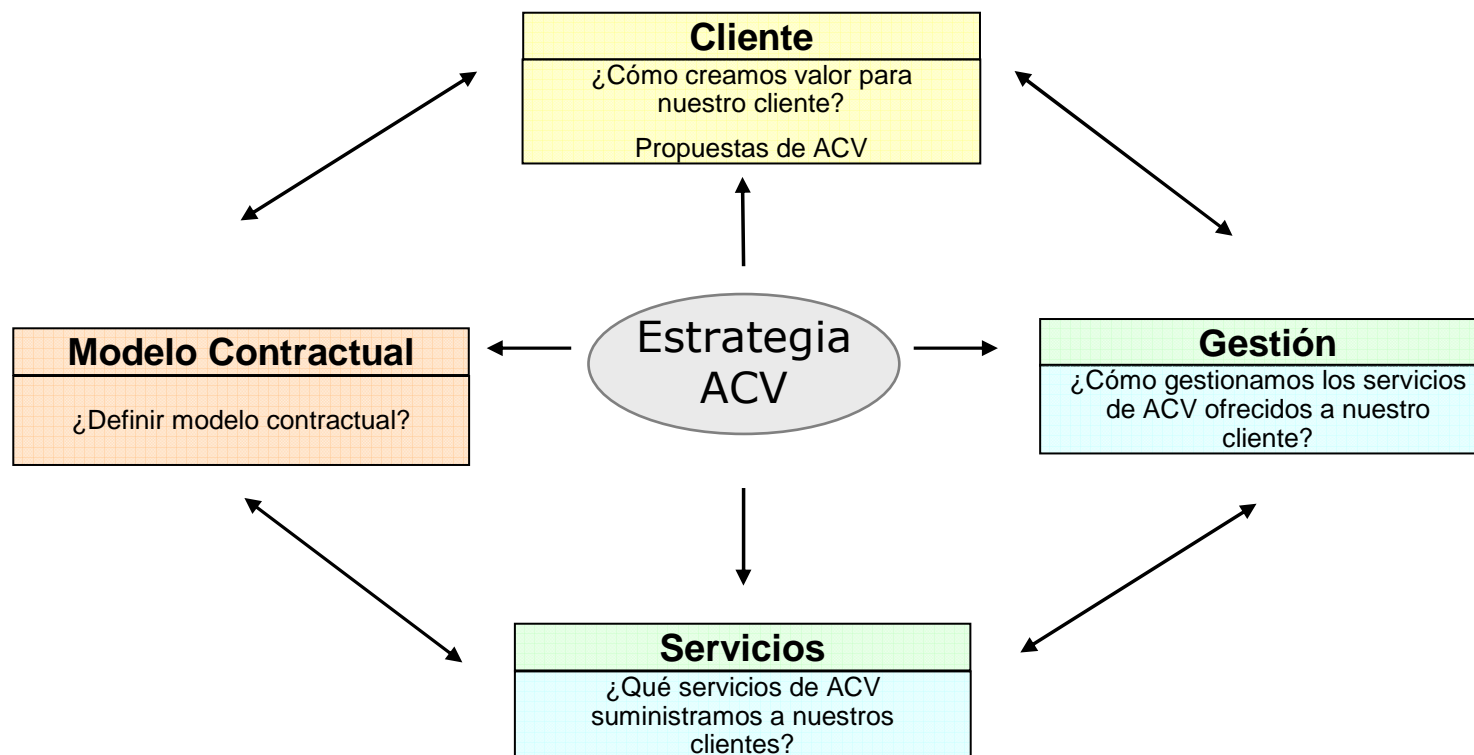 Cliente
¿Cómo creamos valor para
nuestro cliente?
Propuestas de ACV
Estrategia
ACV
Modelo Contractual
¿Definir modelo contractual?
Gestión
¿Cómo gestionamos los servicios
de ACV ofrecidos a nuestro
cliente?
Servicios
¿Qué servicios de ACV
suministramos a nuestros
clientes?